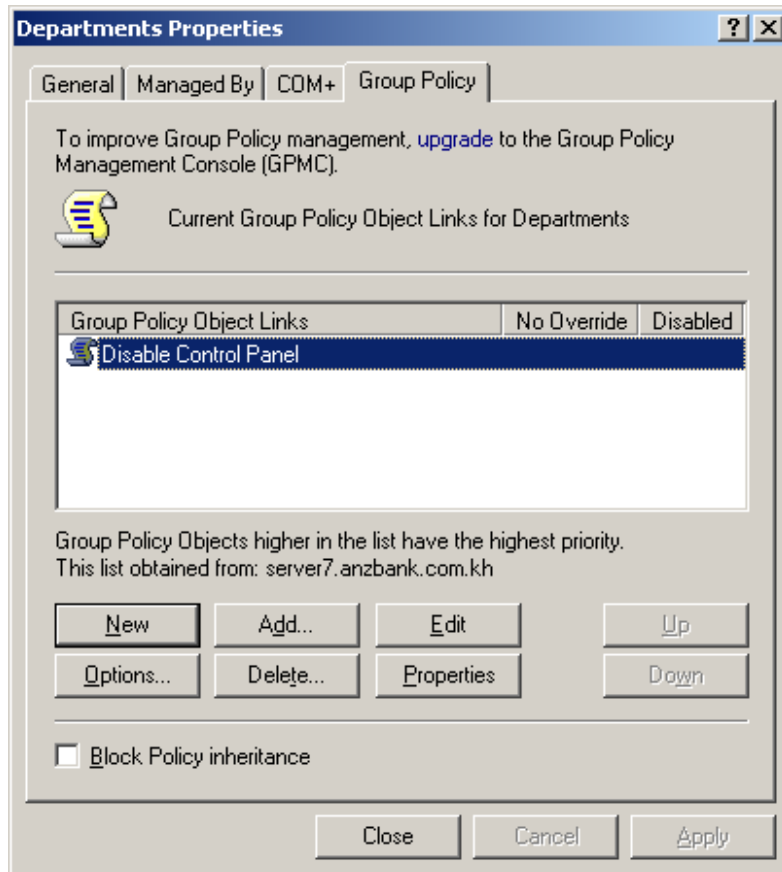 Departments Properties
General Managed By COM+ Group Policy
To improve Group Policy management, upgrade to the Group Policy
Management Console (GPMC).
Current Group Policy Object Links for Departments
Group Policy Object Links No Override Disabled
Disable Control Panel
Group Policy Objects higher in the list have the highest priority.
This list obtained from: server7.anzbank.com.kh
New Add... Edit Up
Options... Delete... Properties Down
Block Policy inheritance
Close Cancel Apply